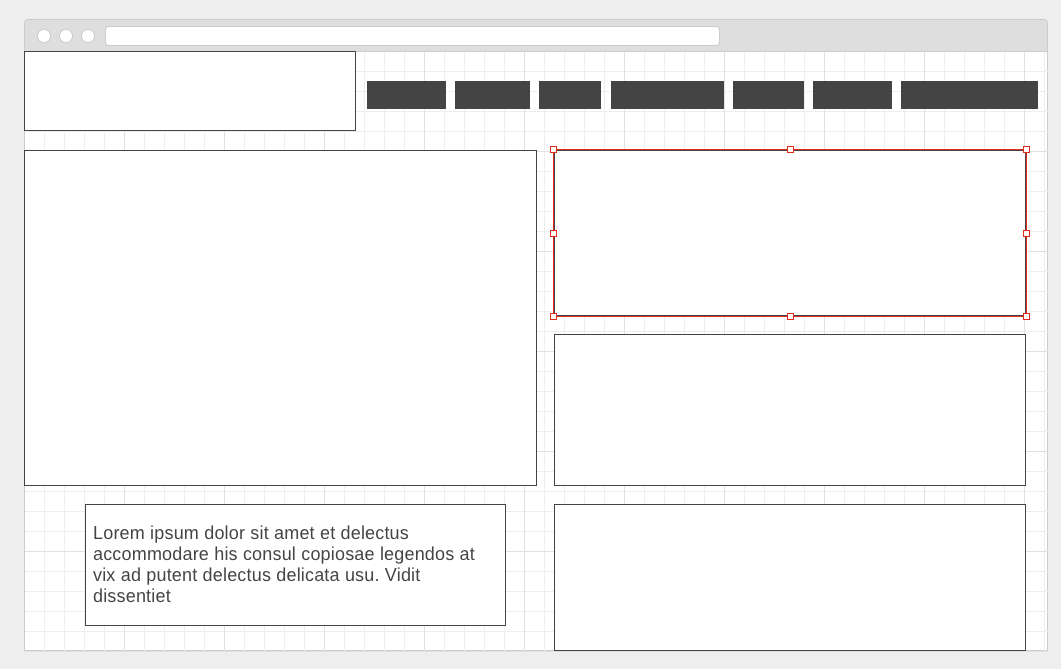 Lorem ipsum dolor sit amet et delectus
accommodare his consul copiosae legendos at
vix ad putent delectus delicata usu. Vidit
dissentiet